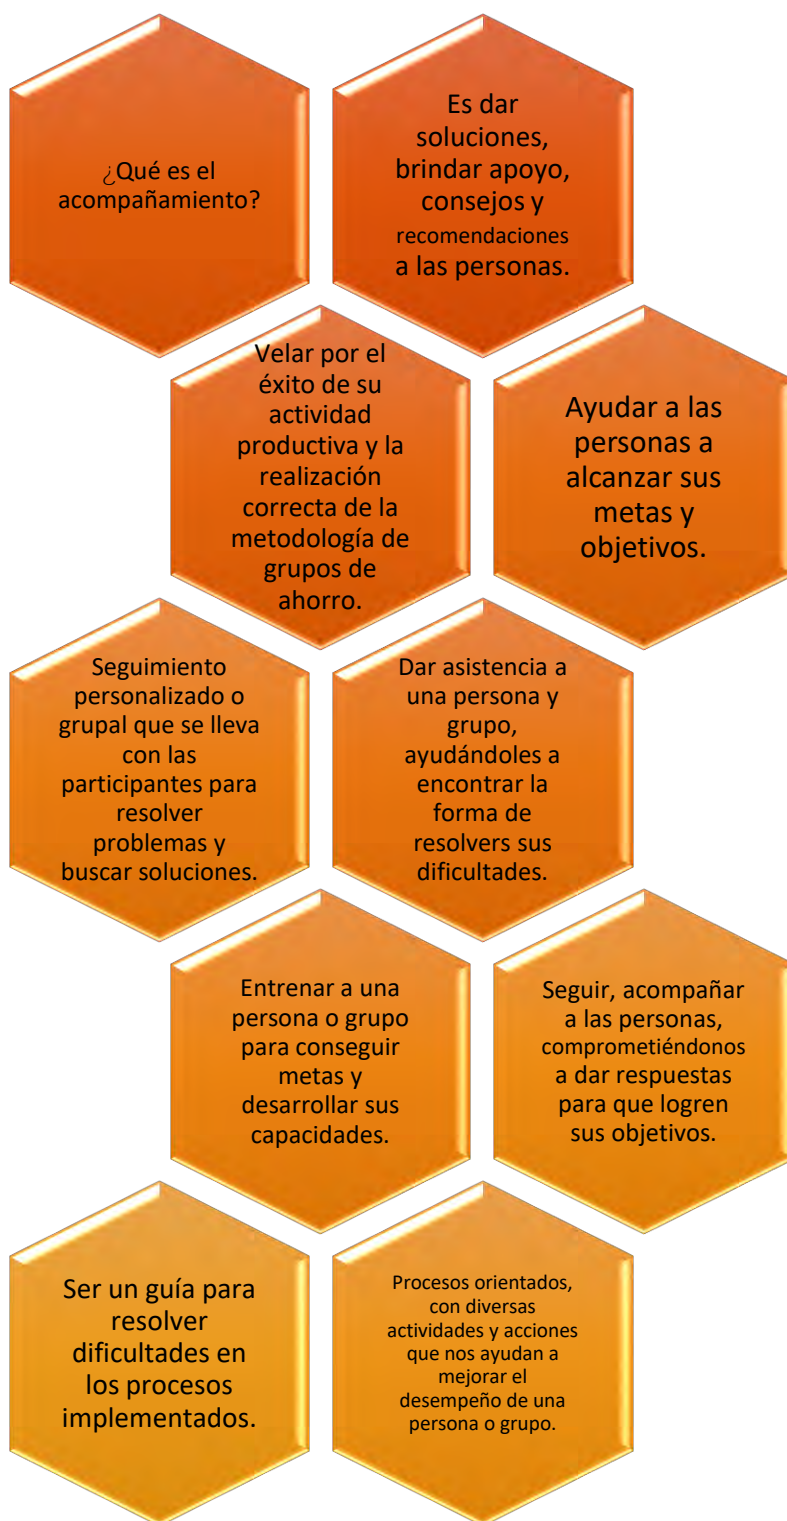 ¿Qué es el
acompañamiento?
Es dar
soluciones,
brindar apoyo,
consejos y
recomendaciones
a las personas.
Velar por el
éxito de su
actividad
productiva y la
realización
correcta de la
metodología de
grupos de
ahorro.
Ayudar a las
personas a
alcanzar sus
metas y
objetivos.
Seguimiento
personalizado o
grupal que se lleva
con las
participantes para
resolver
problemas y
buscar soluciones.
Dar asistencia a
una persona y
grupo,
ayudándoles a
encontrar la
forma de
resolvers sus
dificultades.
Entrenar a una
persona o grupo
para conseguir
metas y
desarrollar sus
capacidades.
Seguir, acompañar
a las personas,
comprometiéndonos
a dar respuestas
para que logren
sus objetivos.
Ser un guía para
resolver
dificultades en
los procesos
implementados.
Procesos orientados,
con diversas
actividades y acciones
que nos ayudan a
mejorar el
desempeño de una
persona o grupo.